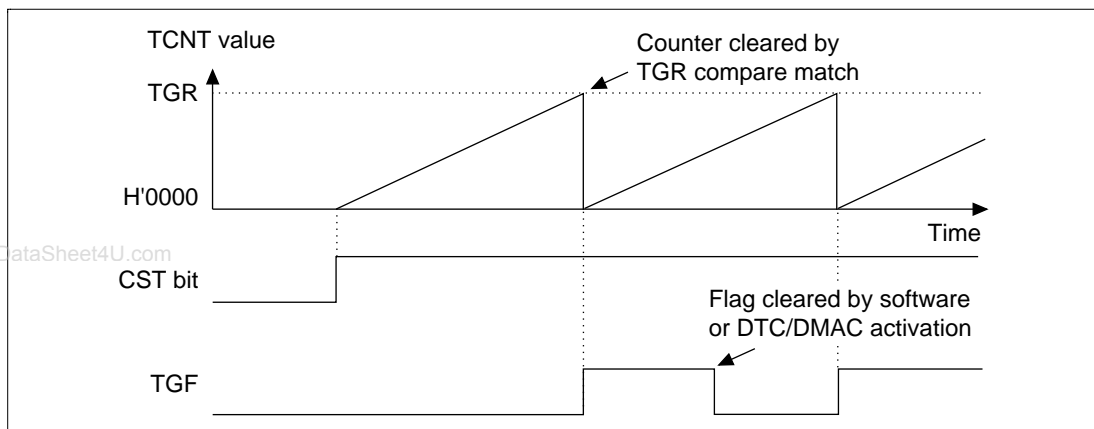 TCNT value
Counter cleared by
TGR compare match
TGR
H'0000
Time
DataSheet4U.com
CST bit
Flag cleared by software
or DTC/DMAC activation
TGF